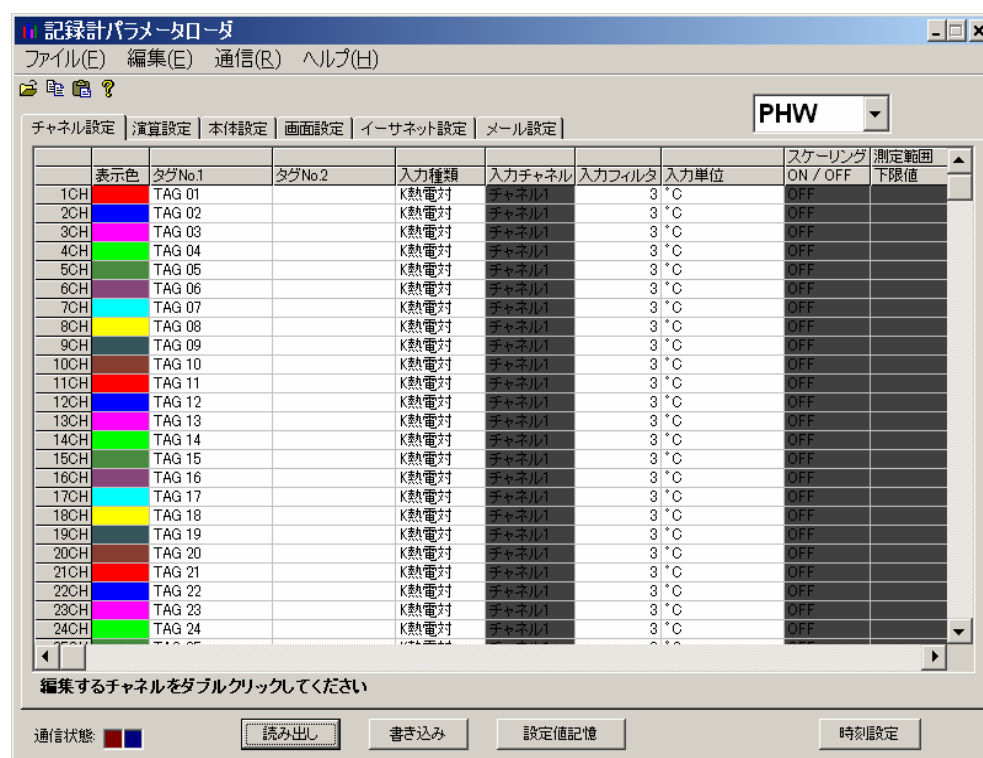 記録計パラメータローダ
ファイル(F) 編集(E) 通信(R) ヘルプ(H)
PHW
チャネル設定 演算設定 本体設定 画面設定 イーサネット設定 メール設定
スケーリング 測定範囲
表示色 タグNo.1 タグNo.2 入力種類 入力チャネル 入力フィルタ 入力単位 ON / OFF 下限値
1CH TAG 01 K熱電対 チャネル1 3 °C OFF
2CH TAG 02 K熱電対 チャネル1 3 °C OFF
3CH TAG 03 K熱電対 チャネル1 3 °C OFF
4CH TAG 04 K熱電対 チャネル1 3 °C OFF
5CH TAG 05 K熱電対 チャネル1 3 °C OFF
6CH TAG 06 K熱電対 チャネル1 3 °C OFF
7CH TAG 07 K熱電対 チャネル1 3 °C OFF
8CH TAG 08 K熱電対 チャネル1 3 °C OFF
9CH TAG 09 K熱電対 チャネル1 3 °C OFF
10CH TAG 10 K熱電対 チャネル1 3 °C OFF
11CH TAG 11 K熱電対 チャネル1 3 °C OFF
12CH TAG 12 K熱電対 チャネル1 3 °C OFF
13CH TAG 13 K熱電対 チャネル1 3 °C OFF
14CH TAG 14 K熱電対 チャネル1 3 °C OFF
15CH TAG 15 K熱電対 チャネル1 3 °C OFF
16CH TAG 16 K熱電対 チャネル1 3 °C OFF
17CH TAG 17 K熱電対 チャネル1 3 °C OFF
18CH TAG 18 K熱電対 チャネル1 3 °C OFF
19CH TAG 19 K熱電対 チャネル1 3 °C OFF
20CH TAG 20 K熱電対 チャネル1 3 °C OFF
21CH TAG 21 K熱電対 チャネル1 3 °C OFF
22CH TAG 22 K熱電対 チャネル1 3 °C OFF
23CH TAG 23 K熱電対 チャネル1 3 °C OFF
24CH TAG 24 K熱電対 チャネル1 3 °C OFF
編集するチャネルをダブルクリックしてください
通信状態: 読み出し 書き込み 設定値記憶 時刻設定